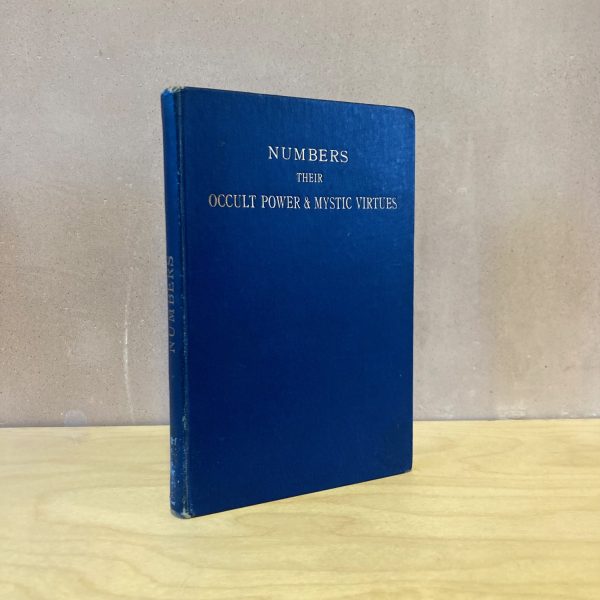 NUMBERS
THEIR
OCCULT POWER & MYSTIC VIRTUES
NUMBERS